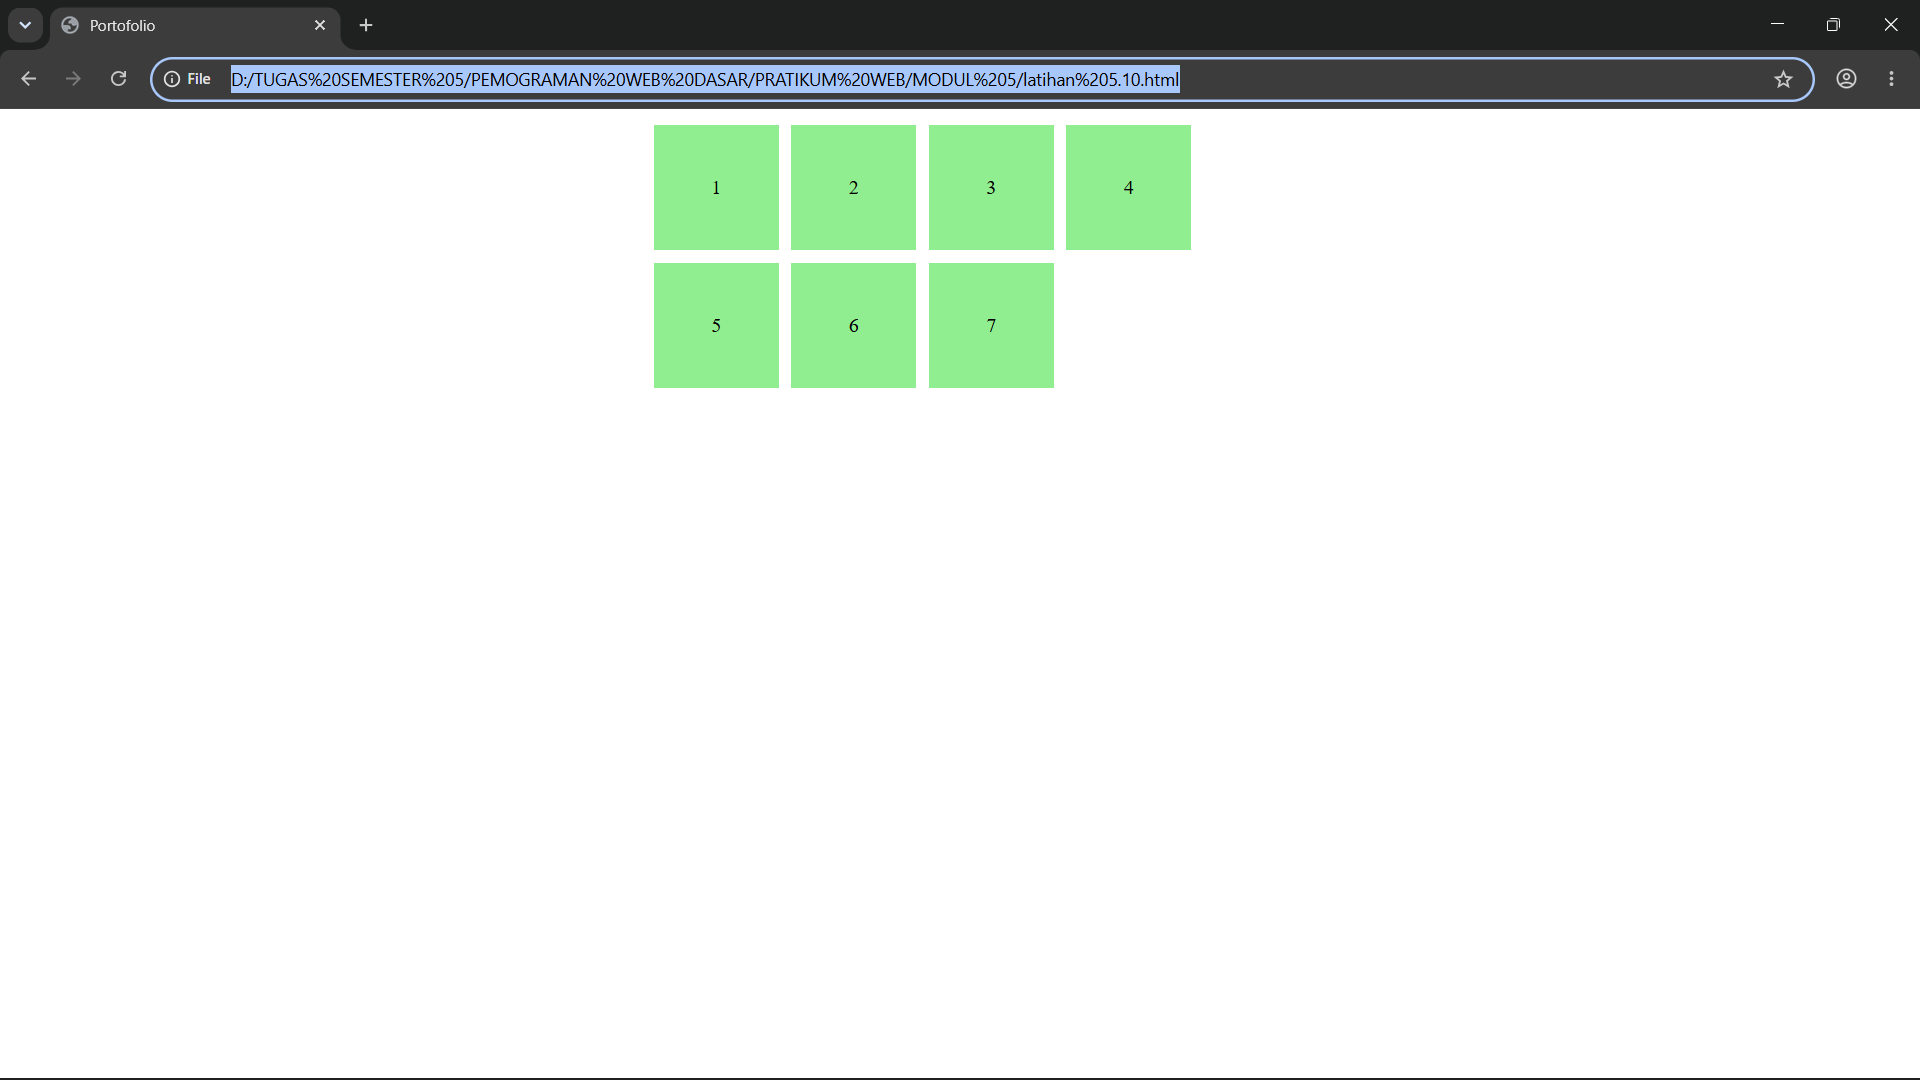 Portofolio
File D:/TUGAS%20SEMESTER%205/PEMOGRAMAN%20WEB%20DASAR/PRATIKUM%20WEB/MODUL%205/latihan%205.10.html
1 2 3 4
5 6 7